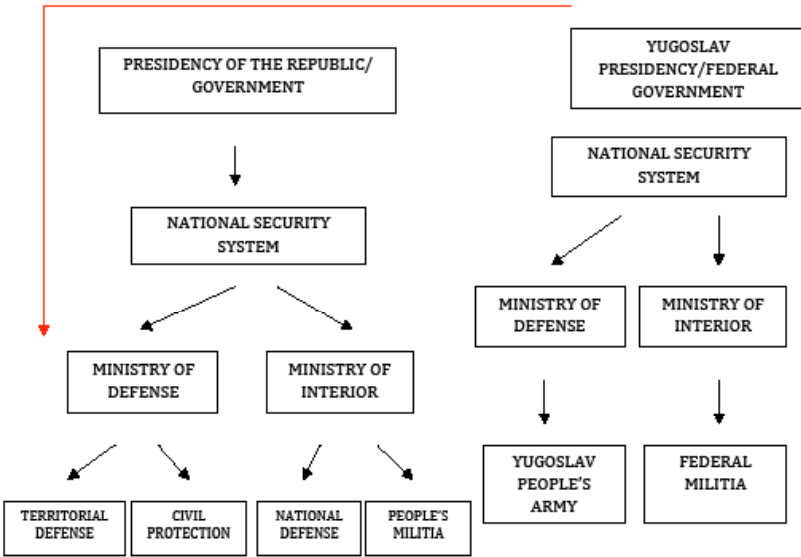 YUGOSLAV
PRESIDENCY/FEDERAL
GOVERNMENT
PRESIDENCY OF THE REPUBLIC/
GOVERNMENT
NATIONAL SECURITY
SYSTEM
NATIONAL SECURITY
SYSTEM
MINISTRY OF
DEFENSE
MINISTRY OF
INTERIOR
MINISTRY OF
DEFENSE
MINISTRY OF
INTERIOR
YUGOSLAV
PEOPLE'S
ARMY
FEDERAL
MILITIA
TERRITORIAL
DEFENSE
CIVIL
PROTECTION
NATIONAL
DEFENSE
PEOPLE'S
MILITIA